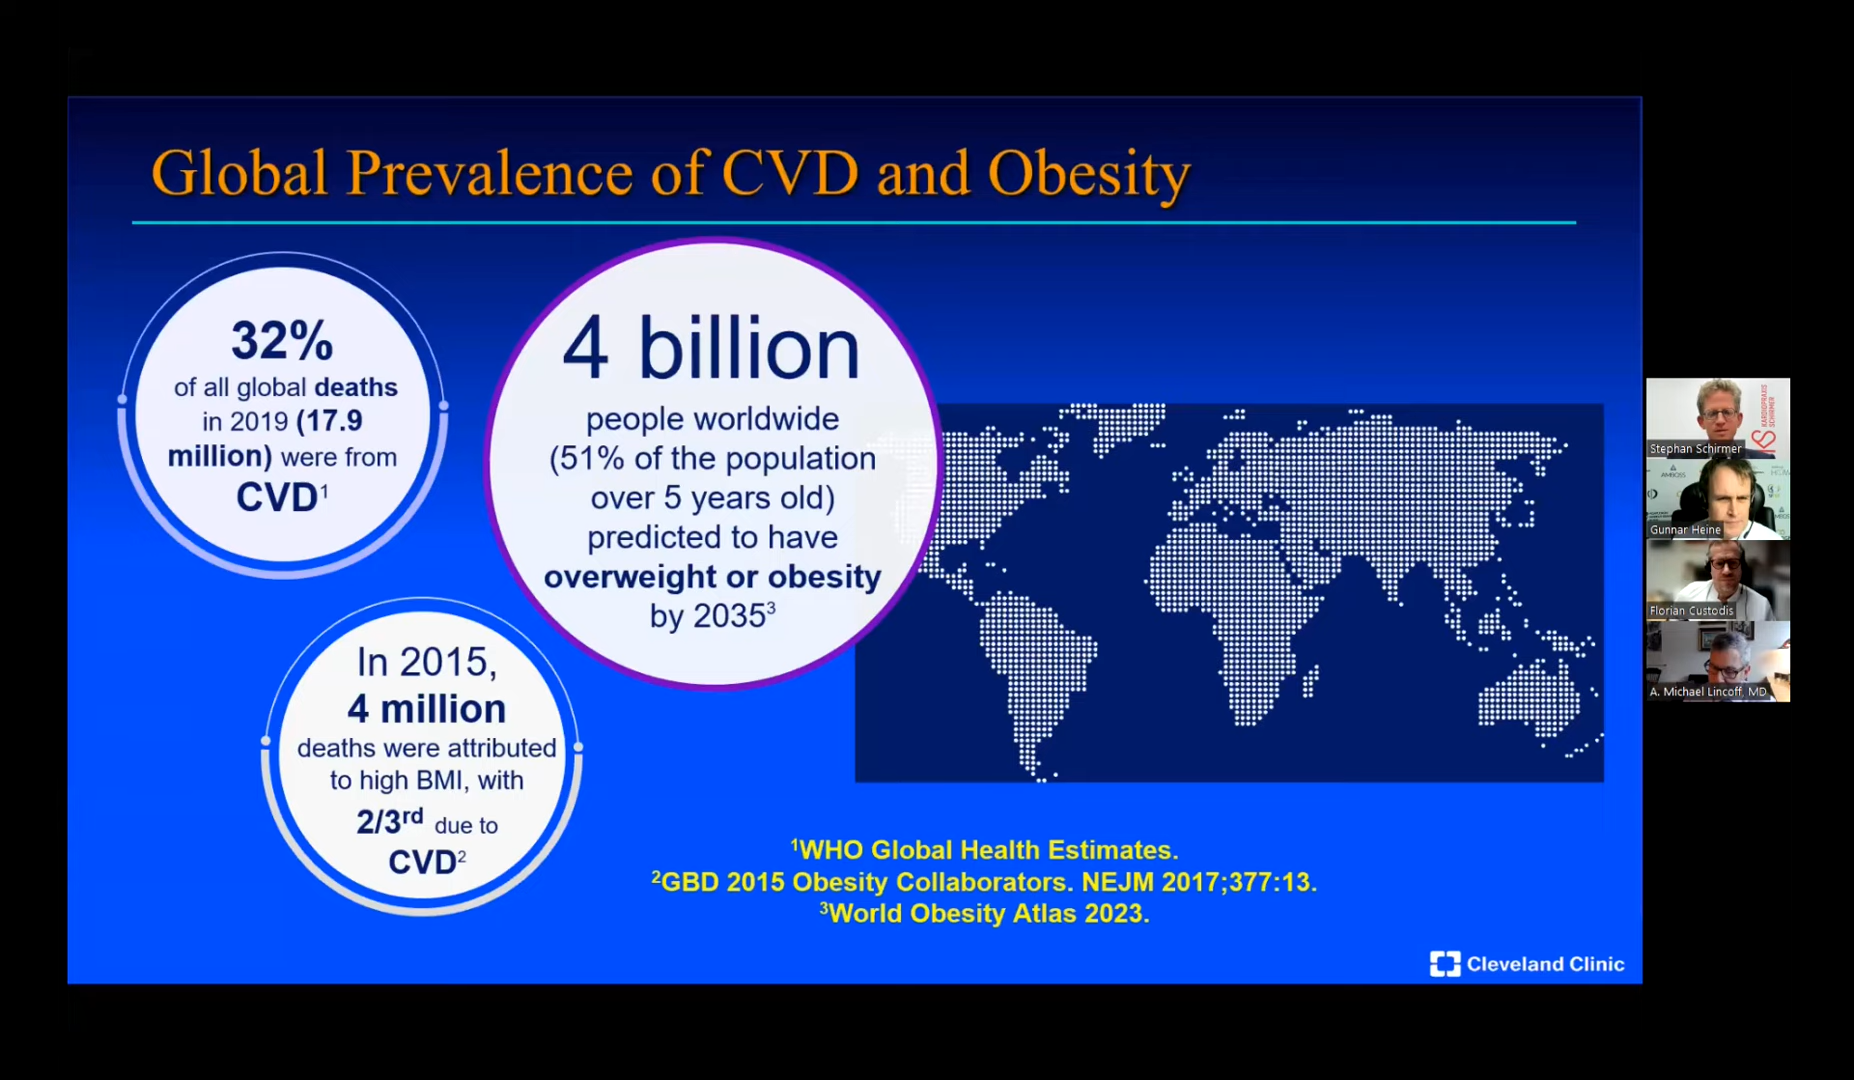 Global Prevalence of CVD and Obesity
32%
of all global deaths
in 2019 (17.9
million) were from
CVD¹
4 billion
people worldwide
(51% of the population
over 5 years old)
predicted to have
overweight or obesity
by 2035³
In 2015,
4 million
deaths were attributed
to high BMI, with
2/3rd due to
CVD²
¹WHO Global Health Estimates.
²GBD 2015 Obesity Collaborators. NEJM 2017;377:13.
³World Obesity Atlas 2023.
Cleveland Clinic
KARDIOPRAXIS
SCHIRMER
Stephan Schirmer
AMBOSS
Gunnar Heine
Florian Custodis
A. Michael Lincoff, MD